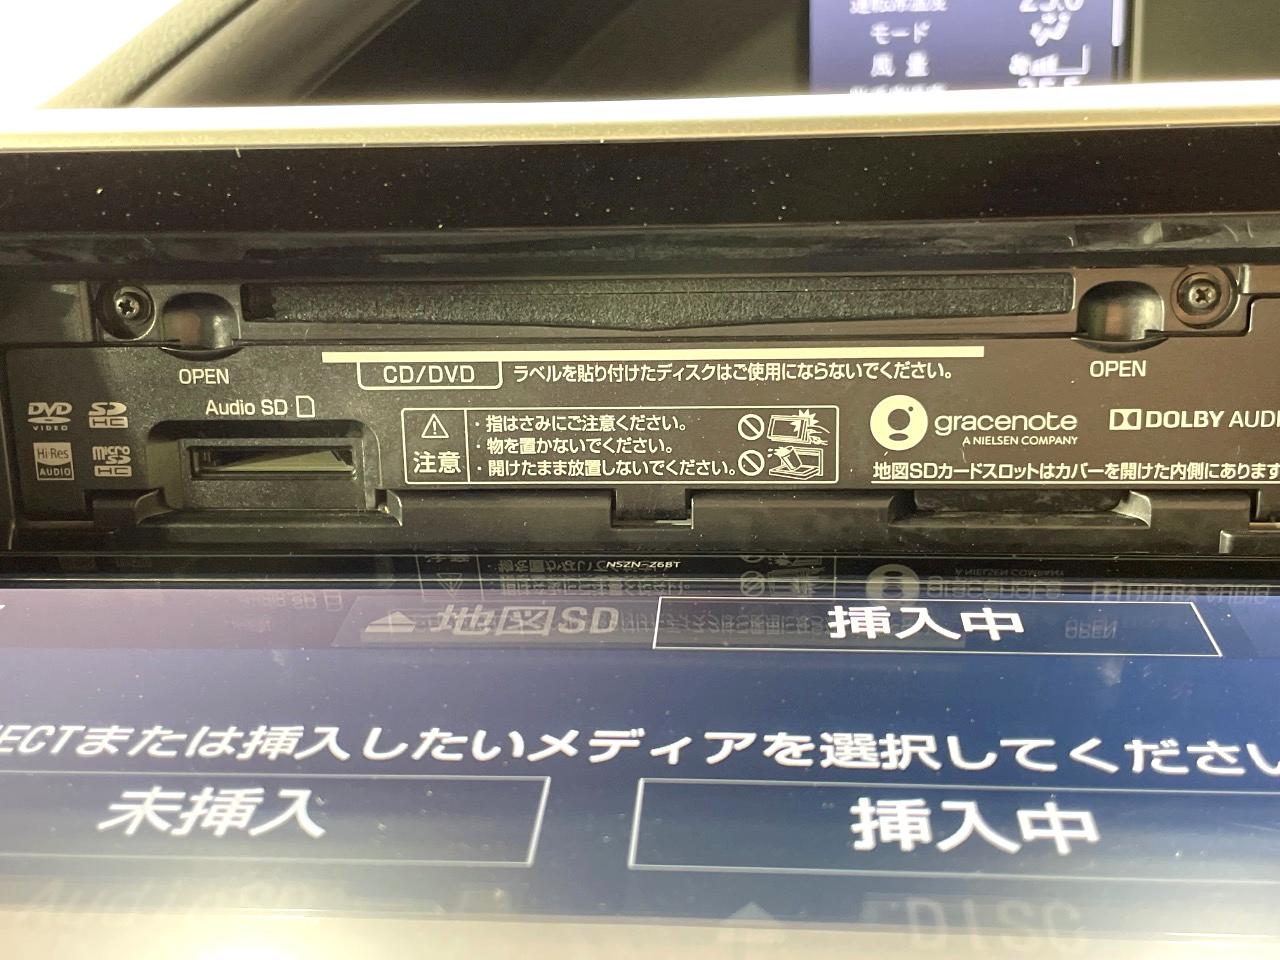 モード
風量
OPEN
CD/DVD ラベルを貼り付けたディスクはご使用にならないでください。
OPEN
DVD
VIDEO
SD
HC
Hi-Res
AUDIO
micro
SD
HC
Audio SD
注意
・指はさみにご注意ください。
・物を置かないでください。
・開けたまま放置しないでください。
gracenote
A NIELSEN COMPANY
DOLBY AUDI
地図SDカードスロットはカバーを開けた内側にあります
NSZN-Z68T
地図SD 挿入中
ECTまたは挿入したいメディアを選択してください
未挿入 挿入中
Audio SD
DISC